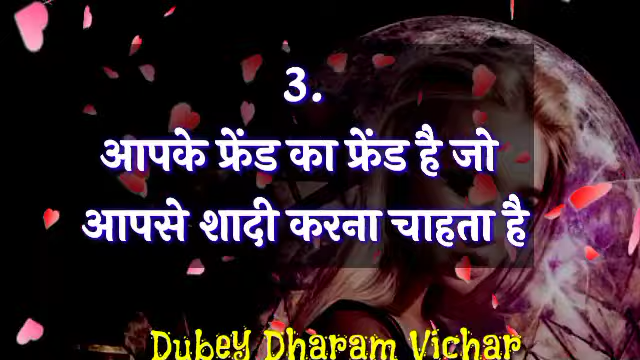 3.
आपके फ्रेंड का फ्रेंड है जो
आपसे शादी करना चाहता है
Dubey Dharam Vichar